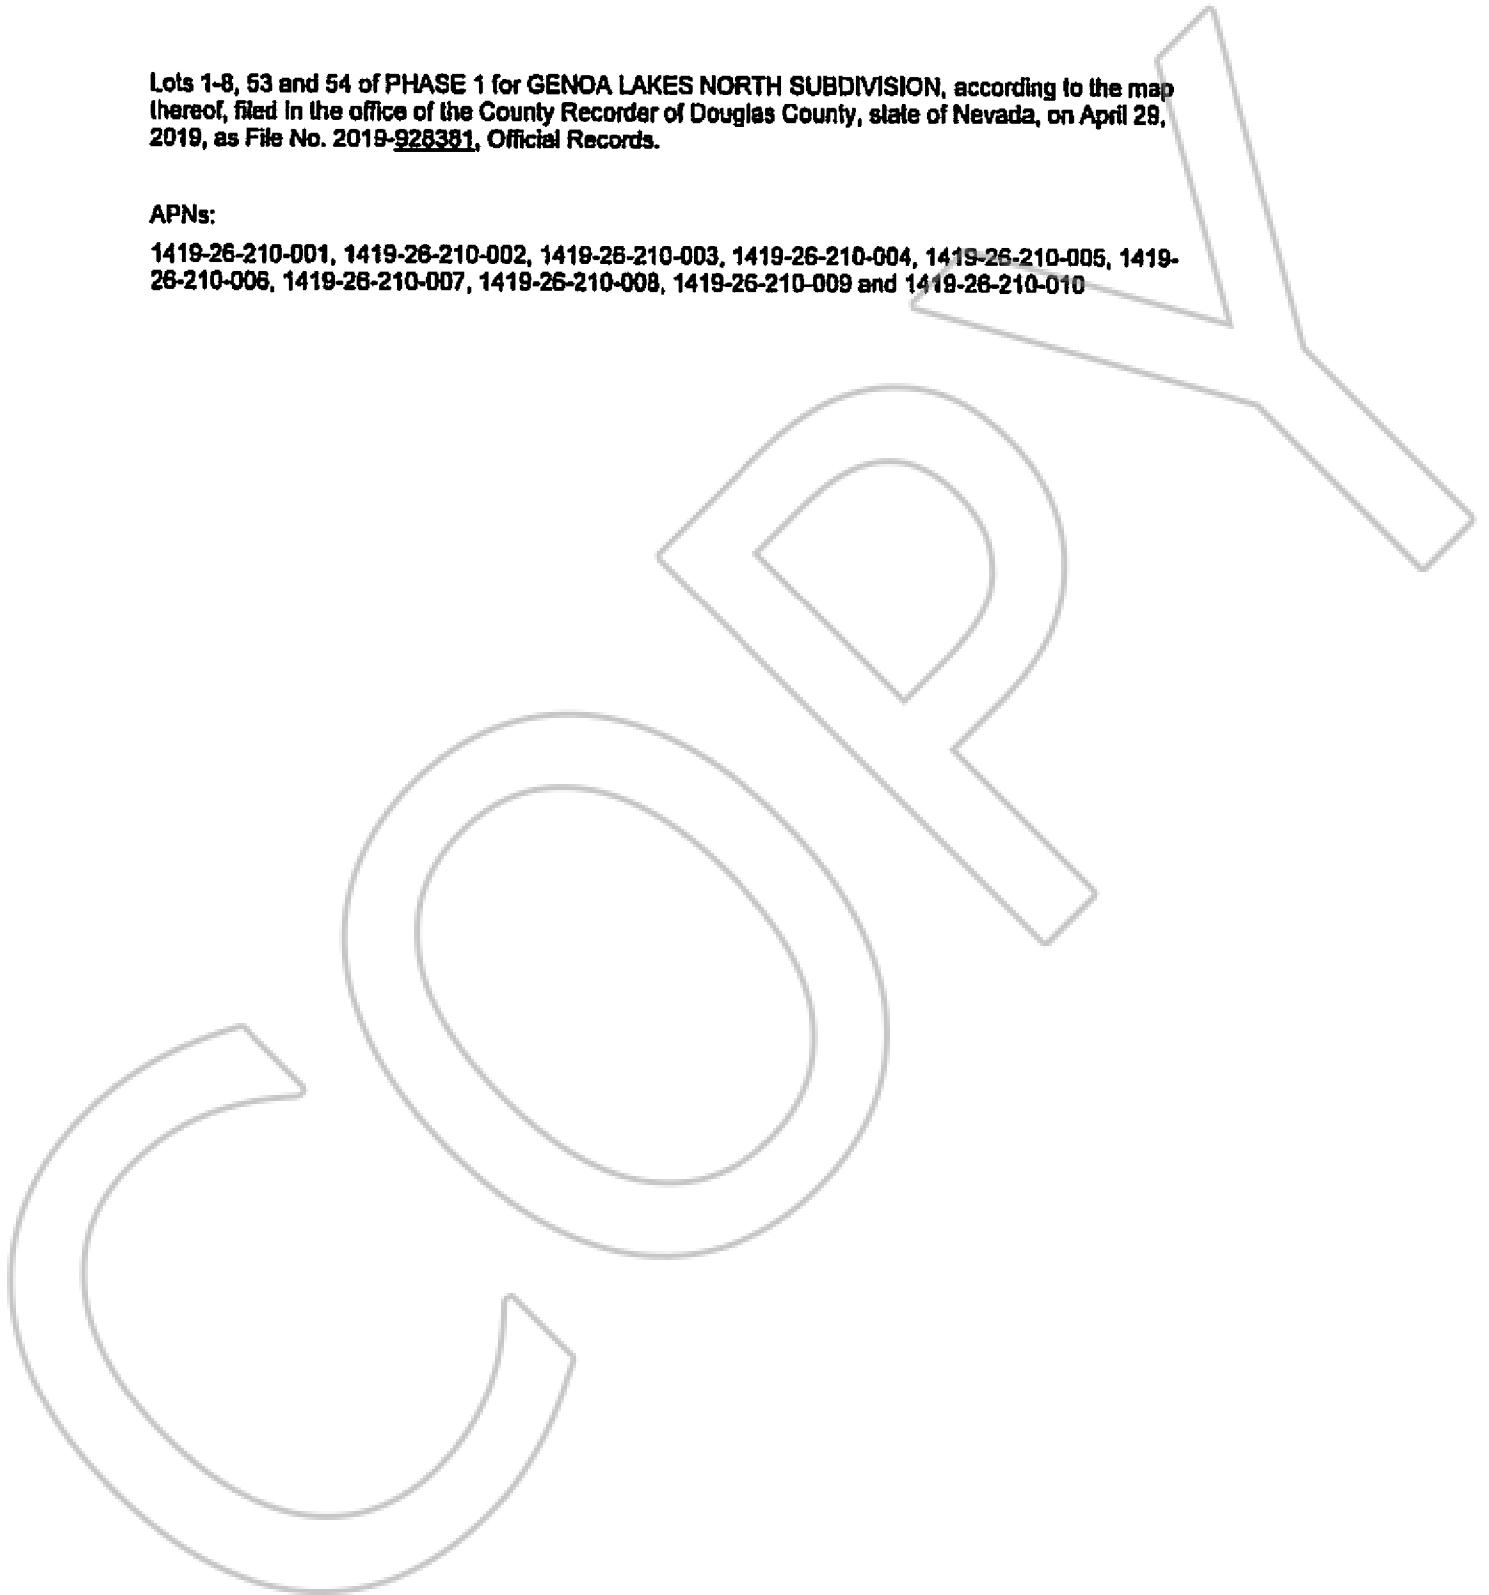 Lots 1-8, 53 and 54 of PHASE 1 for GENOA LAKES NORTH SUBDIVISION, according to the map
thereof, filed in the office of the County Recorder of Douglas County, state of Nevada, on April 29,
2019, as File No. 2019-928381, Official Records.
APNs:
1419-26-210-001, 1419-26-210-002, 1419-26-210-003, 1419-26-210-004, 1419-26-210-005, 1419-
26-210-006, 1419-26-210-007, 1419-26-210-008, 1419-26-210-009 and 1419-26-210-010
COPY